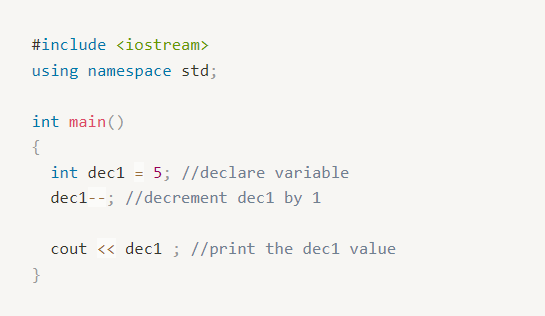 #include <iostream>
using namespace std;
int main()
{
int dec1 = 5; //declare variable
dec1--; //decrement dec1 by 1
cout << dec1 ; //print the dec1 value
}